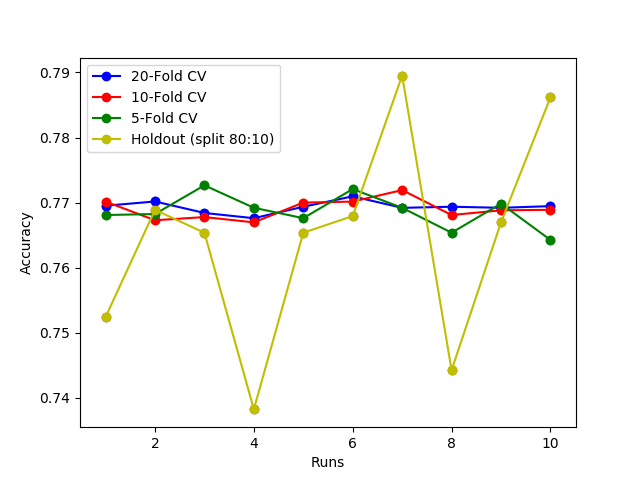 20-Fold CV
10-Fold CV
5-Fold CV
Holdout (split 80:10)
0.79
0.78
0.77
0.76
0.75
0.74
Accuracy
2 4 6 8 10
Runs